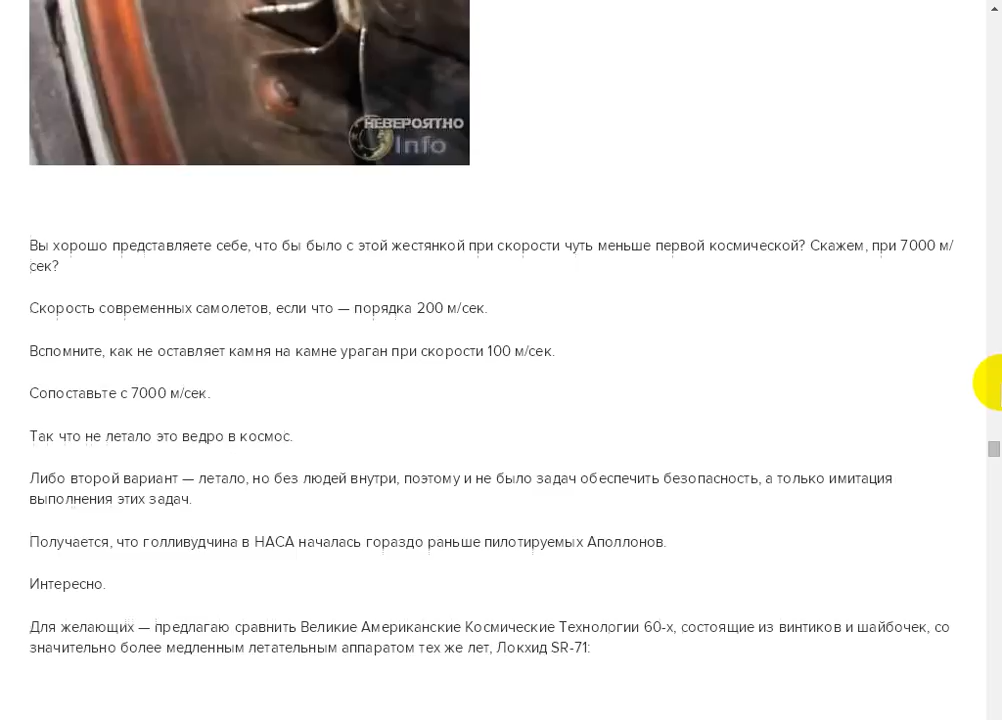 НЕВЕРОЯТНО
Info
Вы хорошо представляете себе, что бы было с этой жестянкой при скорости чуть меньше первой космической? Скажем, при 7000 м/
сек?
Скорость современных самолетов, если что — порядка 200 м/сек.
Вспомните, как не оставляет камня на камне ураган при скорости 100 м/сек.
Сопоставьте с 7000 м/сек.
Так что не летало это ведро в космос.
Либо второй вариант — летало, но без людей внутри, поэтому и не было задач обеспечить безопасность, а только имитация
выполнения этих задач.
Получается, что голливудчина в НАСА началась гораздо раньше пилотируемых Аполлонов.
Интересно.
Для желающих — предлагаю сравнить Великие Американские Космические Технологии 60-х, состоящие из винтиков и шайбочек, со
значительно более медленным летательным аппаратом тех же лет, Локхид SR-71: